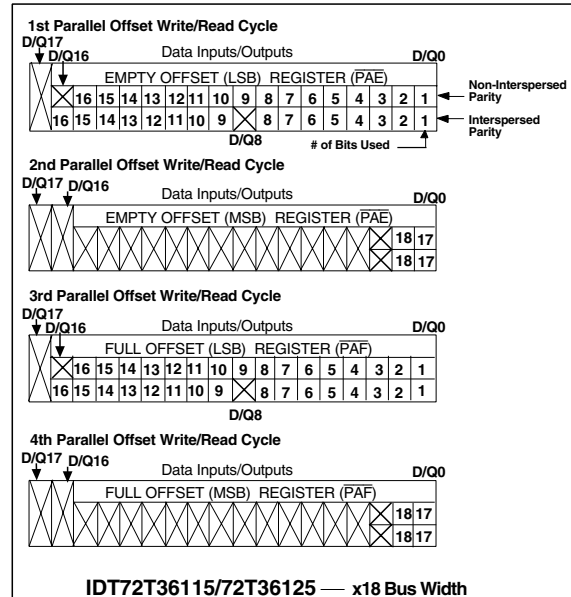 1st Parallel Offset Write/Read Cycle
D/Q17
D/Q16 Data Inputs/Outputs D/Q0
EMPTY OFFSET (LSB) REGISTER (PAE)
16 15 14 13 12 11 10 9 8 7 6 5 4 3 2 1 Non-Interspersed Parity
16 15 14 13 12 11 10 9 8 7 6 5 4 3 2 1 Interspersed Parity
D/Q8 # of Bits Used
2nd Parallel Offset Write/Read Cycle
D/Q17
D/Q16 Data Inputs/Outputs D/Q0
EMPTY OFFSET (MSB) REGISTER (PAE)
18 17
18 17
3rd Parallel Offset Write/Read Cycle
D/Q17
D/Q16 Data Inputs/Outputs D/Q0
FULL OFFSET (LSB) REGISTER (PAF)
16 15 14 13 12 11 10 9 8 7 6 5 4 3 2 1
16 15 14 13 12 11 10 9 8 7 6 5 4 3 2 1
D/Q8
4th Parallel Offset Write/Read Cycle
D/Q17 D/Q16 Data Inputs/Outputs D/Q0
FULL OFFSET (MSB) REGISTER (PAF)
18 17
18 17
IDT72T36115/72T36125 — x18 Bus Width